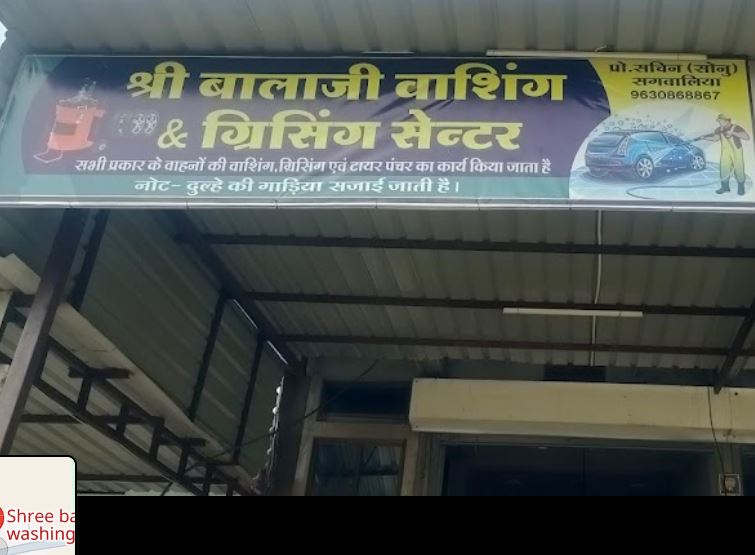 श्री बालाजी वाशिंग
& ग्रिसिंग सेन्टर
सभी प्रकार के वाहनों की वाशिंग,ग्रिसिंग एवं टायर पंचर का कार्य किया जाता है
नोट- दुल्हे की गाड़िया सजाई जाती है।
प्रो.सचिन (सोनु)
सगवालिया
9630868867
Shree ba
washing